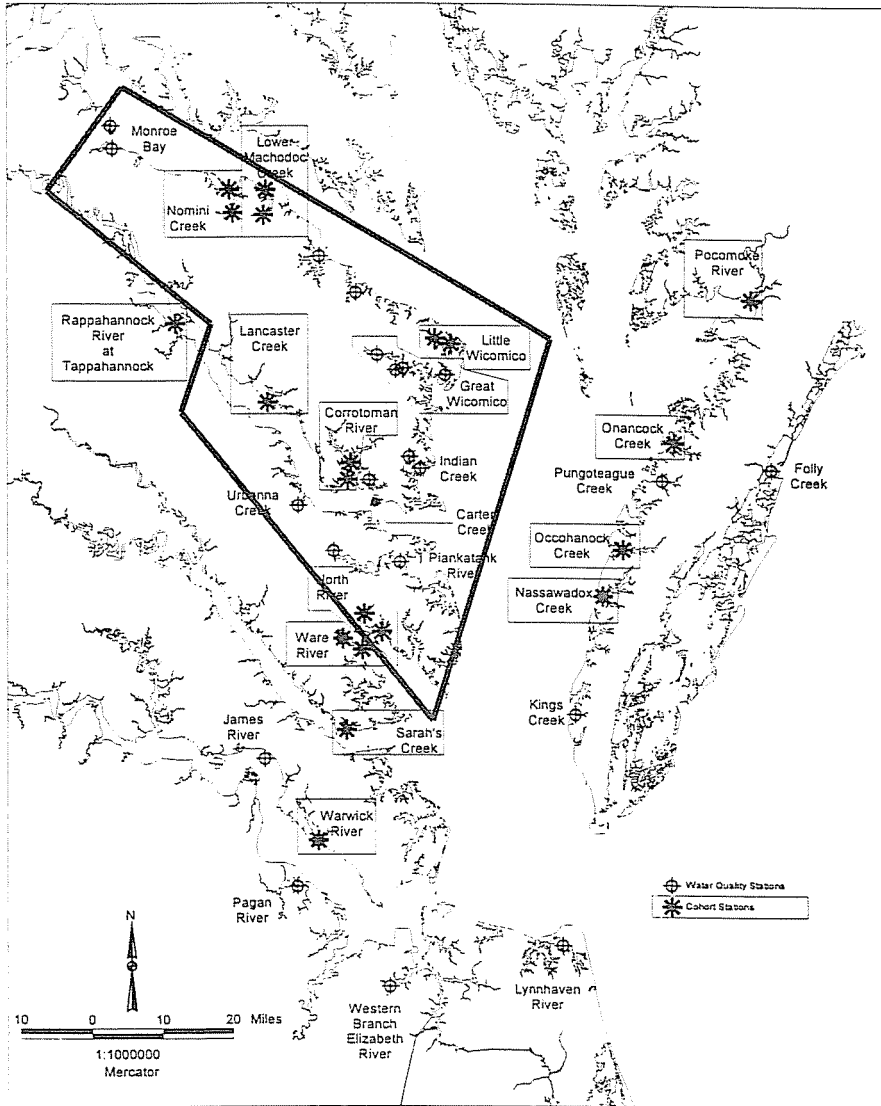 Monroe
Bay
Lower
Machodoc
Creek
Nomini
Creek
Pocomoke
River
Rappahannock
River
at
Tappahannock
Lancaster
Creek
Little
Wicomico
Great
Wicomico
Corrotoman
River
Onancock
Creek
Indian
Creek
Pungoteague
Creek
Folly
Creek
Urbanna
Creek
Carter
Creek
Occohanock
Creek
Piankatank
River
North
River
Nassawadox
Creek
Ware
River
Kings
Creek
James
River
Sarah's
Creek
Warwick
River
Water Quality Stations
Cohort Stations
Pagan
River
N
Lynnhaven
River
Western
Branch
Elizabeth
River
10 0 10 20 Miles
1:1000000
Mercator